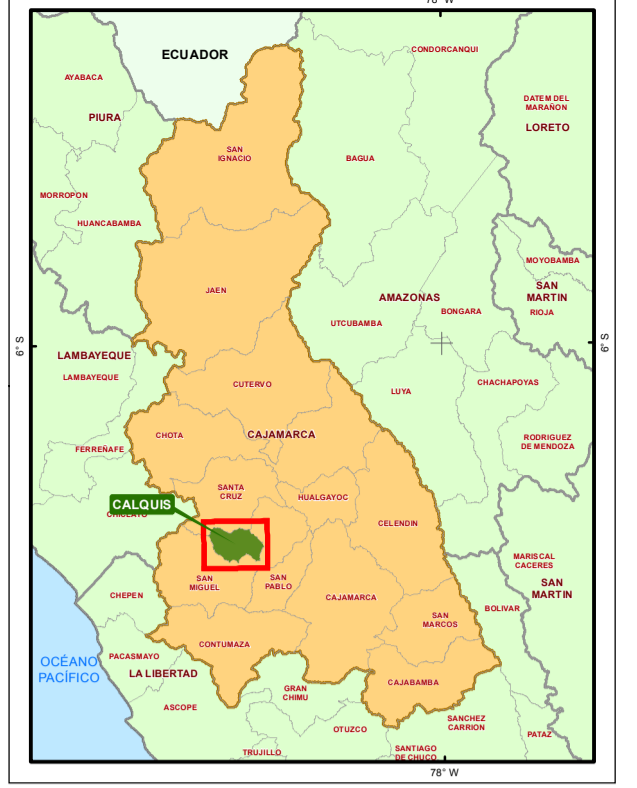 78° W
ECUADOR
CONDORCANQUI
AYABACA
DATEM DEL
MARAÑON
PIURA
LORETO
SAN
IGNACIO
BAGUA
MORROPON
HUANCABAMBA
MOYOBAMBA
SAN
MARTIN
JAEN
AMAZONAS
BONGARA
RIOJA
UTCUBAMBA
6° S
6° S
LAMBAYEQUE
LAMBAYEQUE
CUTERVO
LUYA
CHACHAPOYAS
CHOTA
CAJAMARCA
FERREÑAFE
RODRIGUEZ
DE MENDOZA
SANTA
CRUZ
HUALGAYOC
CALQUIS
CHICLAYO
CELENDIN
MARISCAL
CACERES
SAN
MIGUEL
SAN
PABLO
SAN
MARTIN
CHEPEN
CAJAMARCA
BOLIVAR
SAN
MARCOS
CONTUMAZA
OCÉANO
PACÍFICO
PACASMAYO
LA LIBERTAD
CAJABAMBA
GRAN
CHIMU
ASCOPE
SANCHEZ
CARRION
OTUZCO
PATAZ
TRUJILLO
SANTIAGO
DE CHUCO
78° W